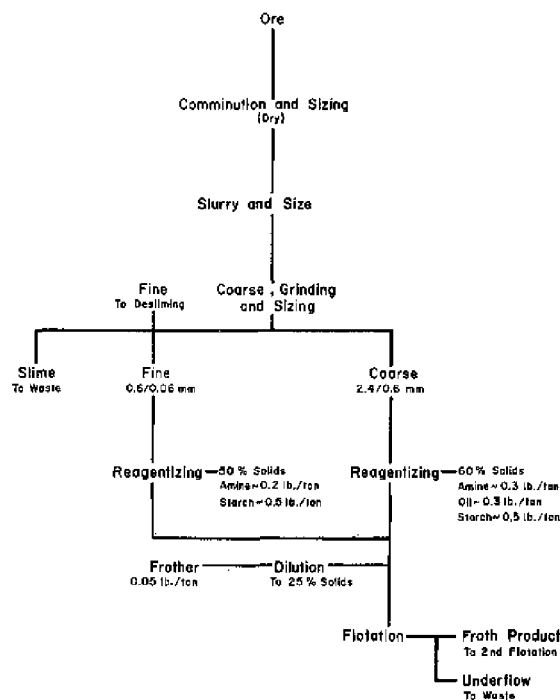 Ore
Comminution and Sizing
(Dry)
Slurry and Size
Fine
To Desliming
Coarse, Grinding
and Sizing
Slime
To Waste
Fine
0.6/0.06 mm
Coarse
2.4/0.6 mm
Reagentizing
50 % Solids
Amine~0.2 lb./ton
Starch~0.5 lb./ton
Reagentizing
60 % Solids
Amine~0.3 lb./ton
Oil~0.3 lb./ton
Starch~0.5 lb./ton
Frother
0.05 lb./ton
Dilution
To 25 % Solids
Flotation
Froth Product
To 2nd Flotation
Underflow
To Waste